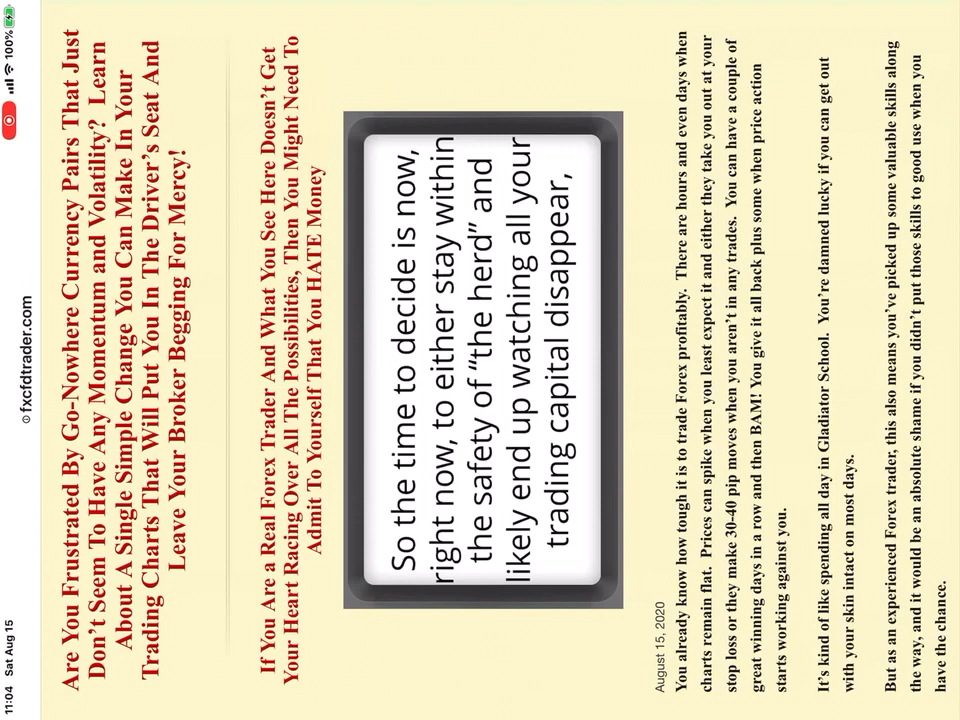 11:04 Sat Aug 15
100%
fxcfdtrader.com
Are You Frustrated By Go-Nowhere Currency Pairs That Just
Don't Seem To Have Any Momentum and Volatility? Learn
About A Single Simple Change You Can Make In Your
Trading Charts That Will Put You In The Driver's Seat And
Leave Your Broker Begging For Mercy!
If You Are a Real Forex Trader And What You See Here Doesn't Get
Your Heart Racing Over All The Possibilities, Then You Might Need To
Admit To Yourself That You HATE Money
So the time to decide is now,
right now, to either stay within
the safety of "the herd" and
likely end up watching all your
trading capital disappear,
August 15, 2020
You already know how tough it is to trade Forex profitably. There are hours and even days when
charts remain flat. Prices can spike when you least expect it and either they take you out at your
stop loss or they make 30-40 pip moves when you aren't in any trades. You can have a couple of
great winning days in a row and then BAM! You give it all back plus some when price action
starts working against you.
It's kind of like spending all day in Gladiator School. You're damned lucky if you can get out
with your skin intact on most days.
But as an experienced Forex trader, this also means you've picked up some valuable skills along
the way, and it would be an absolute shame if you didn't put those skills to good use when you
have the chance.